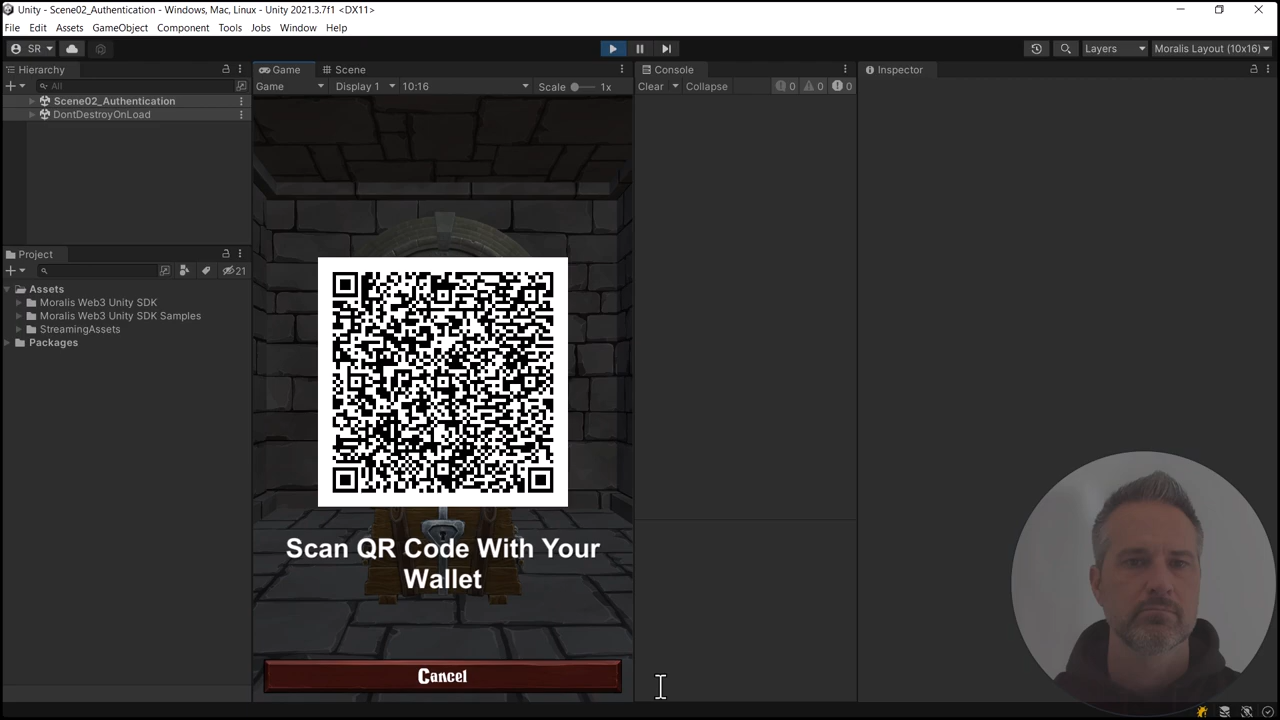 Unity - Scene02_Authentication - Windows, Mac, Linux - Unity 2021.3.7f1 <DX11>
File Edit Assets GameObject Component Tools Jobs Window Help
SR Layers Moralis Layout (10x16)
Hierarchy Game Scene Console Inspector
All Game Display 1 10:16 Scale 1x Clear Collapse 0 0 0
Scene02_Authentication
DontDestroyOnLoad
Project
21
Assets
Moralis Web3 Unity SDK
Moralis Web3 Unity SDK Samples
StreamingAssets
Packages
Scan QR Code With Your
Wallet
Cancel